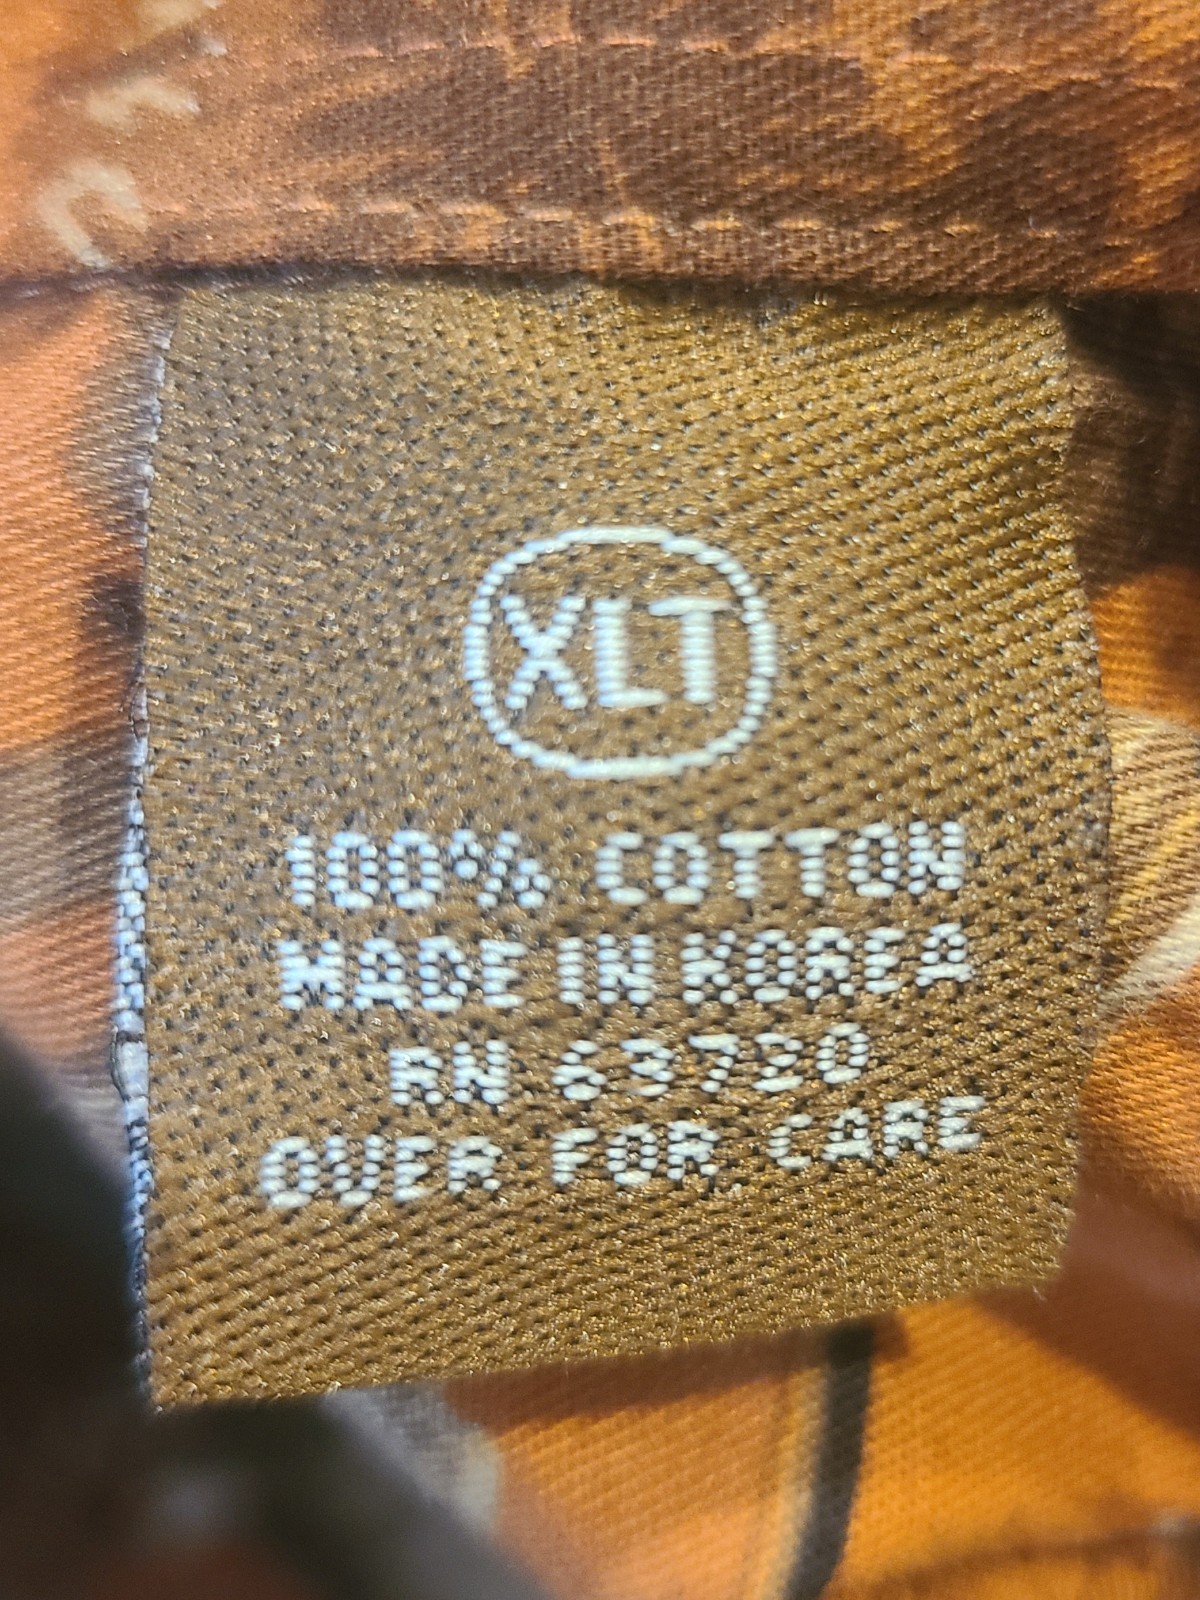 XLT
100% COTTON
MADE IN KOREA
RN 63720
OVER FOR CARE